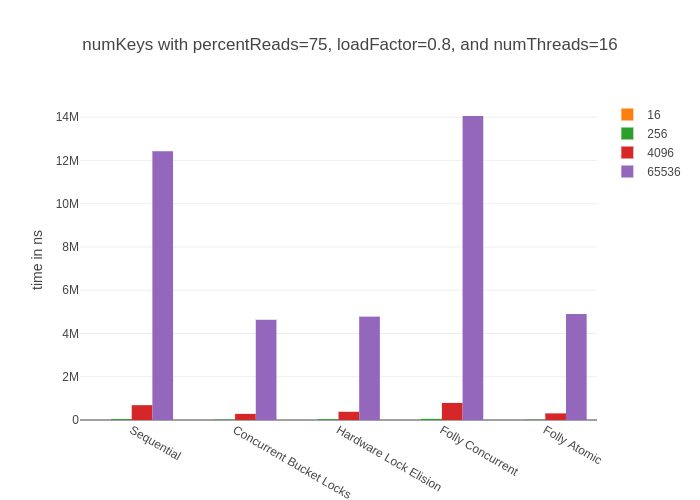 numKeys with percentReads=75, loadFactor=0.8, and numThreads=16
16
256
4096
65536
time in ns
14M
12M
10M
8M
6M
4M
2M
0
Sequential
Concurrent Bucket Locks
Hardware Lock Elision
Folly Concurrent
Folly Atomic